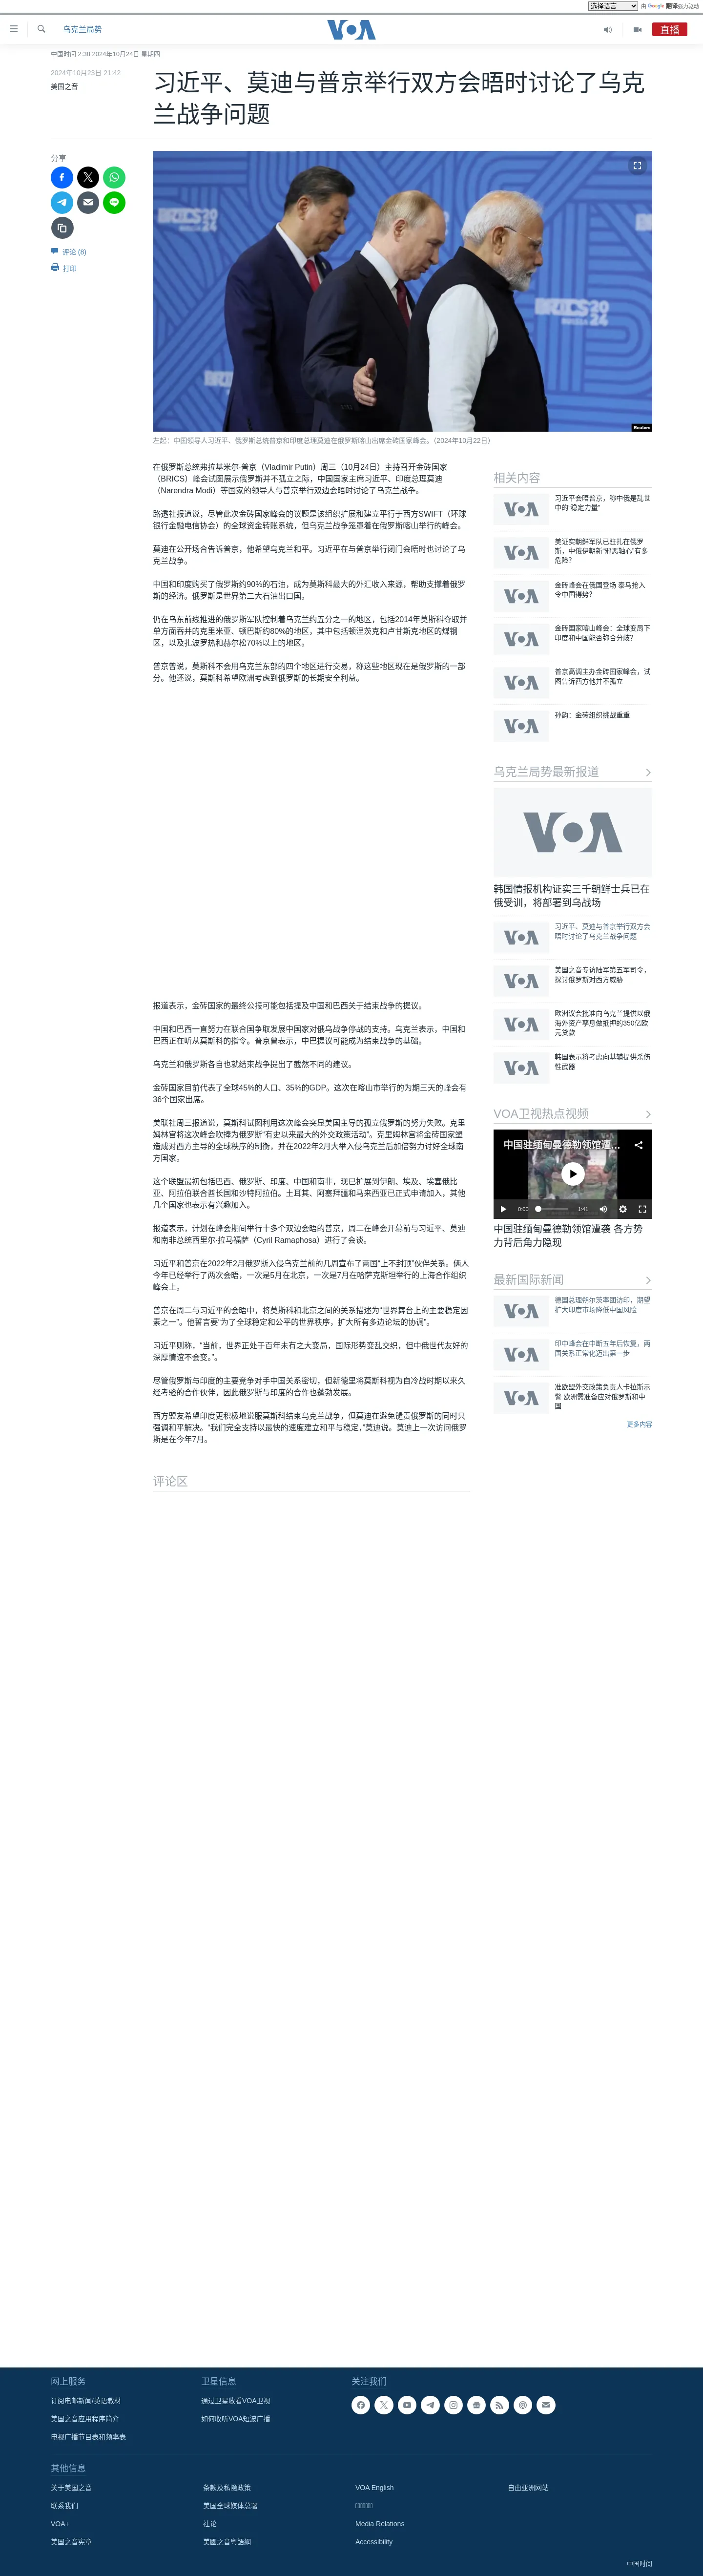 选择语言
由 Google 翻译强力驱动
乌克兰局势
VOA
直播
中国时间 2:38 2024年10月24日 星期四
2024年10月23日 21:42
美国之音
习近平、莫迪与普京举行双方会晤时讨论了乌克
兰战争问题
分享
评论 (8)
打印
BRICS
Reuters
左起：中国领导人习近平、俄罗斯总统普京和印度总理莫迪在俄罗斯喀山出席金砖国家峰会。（2024年10月22日）
在俄罗斯总统弗拉基米尔·普京（Vladimir Putin）周三（10月24日）主持召开金砖国家
（BRICS）峰会试图展示俄罗斯并不孤立之际，中国国家主席习近平、印度总理莫迪
（Narendra Modi）等国家的领导人与普京举行双边会晤时讨论了乌克兰战争。
路透社报道说，尽管此次金砖国家峰会的议题是该组织扩展和建立平行于西方SWIFT（环球
银行金融电信协会）的全球资金转账系统，但乌克兰战争笼罩着在俄罗斯喀山举行的峰会。
莫迪在公开场合告诉普京，他希望乌克兰和平。习近平在与普京举行闭门会晤时也讨论了乌
克兰战争。
中国和印度购买了俄罗斯约90%的石油，成为莫斯科最大的外汇收入来源，帮助支撑着俄罗
斯的经济。俄罗斯是世界第二大石油出口国。
仍在乌东前线推进的俄罗斯军队控制着乌克兰约五分之一的地区，包括2014年莫斯科夺取并
单方面吞并的克里米亚、顿巴斯约80%的地区，其中包括顿涅茨克和卢甘斯克地区的煤钢
区，以及扎波罗热和赫尔松70%以上的地区。
普京曾说，莫斯科不会用乌克兰东部的四个地区进行交易，称这些地区现在是俄罗斯的一部
分。他还说，莫斯科希望欧洲考虑到俄罗斯的长期安全利益。
报道表示，金砖国家的最终公报可能包括提及中国和巴西关于结束战争的提议。
中国和巴西一直努力在联合国争取发展中国家对俄乌战争停战的支持。乌克兰表示，中国和
巴西正在听从莫斯科的指令。普京曾表示，中巴提议可能成为结束战争的基础。
乌克兰和俄罗斯各自也就结束战争提出了截然不同的建议。
金砖国家目前代表了全球45%的人口、35%的GDP。这次在喀山市举行的为期三天的峰会有
36个国家出席。
美联社周三报道说，莫斯科试图利用这次峰会突显美国主导的孤立俄罗斯的努力失败。克里
姆林宫将这次峰会吹捧为俄罗斯“有史以来最大的外交政策活动”。克里姆林宫将金砖国家塑
造成对西方主导的全球秩序的制衡，并在2022年2月大举入侵乌克兰后加倍努力讨好全球南
方国家。
这个联盟最初包括巴西、俄罗斯、印度、中国和南非，现已扩展到伊朗、埃及、埃塞俄比
亚、阿拉伯联合酋长国和沙特阿拉伯。土耳其、阿塞拜疆和马来西亚已正式申请加入，其他
几个国家也表示有兴趣加入。
报道表示，计划在峰会期间举行十多个双边会晤的普京，周二在峰会开幕前与习近平、莫迪
和南非总统西里尔·拉马福萨（Cyril Ramaphosa）进行了会谈。
习近平和普京在2022年2月俄罗斯入侵乌克兰前的几周宣布了两国“上不封顶”伙伴关系。俩人
今年已经举行了两次会晤，一次是5月在北京，一次是7月在哈萨克斯坦举行的上海合作组织
峰会上。
普京在周二与习近平的会晤中，将莫斯科和北京之间的关系描述为“世界舞台上的主要稳定因
素之一”。他誓言要“为了全球稳定和公平的世界秩序，扩大所有多边论坛的协调”。
习近平则称，“当前，世界正处于百年未有之大变局，国际形势变乱交织，但中俄世代友好的
深厚情谊不会变。”。
尽管俄罗斯与印度的主要竞争对手中国关系密切，但新德里将莫斯科视为自冷战时期以来久
经考验的合作伙伴，因此俄罗斯与印度的合作也蓬勃发展。
西方盟友希望印度更积极地说服莫斯科结束乌克兰战争，但莫迪在避免谴责俄罗斯的同时只
强调和平解决。“我们完全支持以最快的速度建立和平与稳定，”莫迪说。莫迪上一次访问俄罗
斯是在今年7月。
评论区
相关内容
习近平会晤普京，称中俄是乱世
中的“稳定力量”
美证实朝鲜军队已驻扎在俄罗
斯，中俄伊朝新“邪恶轴心”有多
危险？
金砖峰会在俄国登场 泰马抢入
令中国得势？
金砖国家喀山峰会：全球变局下
印度和中国能否弥合分歧？
普京高调主办金砖国家峰会，试
图告诉西方他并不孤立
孙韵：金砖组织挑战重重
乌克兰局势最新报道
韩国情报机构证实三千朝鲜士兵已在
俄受训，将部署到乌战场
习近平、莫迪与普京举行双方会
晤时讨论了乌克兰战争问题
美国之音专访陆军第五军司令，
探讨俄罗斯对西方威胁
欧洲议会批准向乌克兰提供以俄
海外资产孳息做抵押的350亿欧
元贷款
韩国表示将考虑向基辅提供杀伤
性武器
VOA卫视热点视频
中国驻缅甸曼德勒领馆遭…
0:00
1:41
中国驻缅甸曼德勒领馆遭袭 各方势
力背后角力隐现
最新国际新闻
德国总理朔尔茨率团访印，期望
扩大印度市场降低中国风险
印中峰会在中断五年后恢复，两
国关系正常化迈出第一步
准欧盟外交政策负责人卡拉斯示
警 欧洲需准备应对俄罗斯和中
国
更多内容
网上服务
订阅电邮新闻/英语教材
美国之音应用程序简介
电视广播节目表和频率表
卫星信息
通过卫星收看VOA卫视
如何收听VOA短波广播
关注我们
其他信息
关于美国之音
条款及私隐政策
VOA English
自由亚洲网站
联系我们
美国全球媒体总署
VOA+
社论
Media Relations
美国之音宪章
美國之音粵語網
Accessibility
中国时间